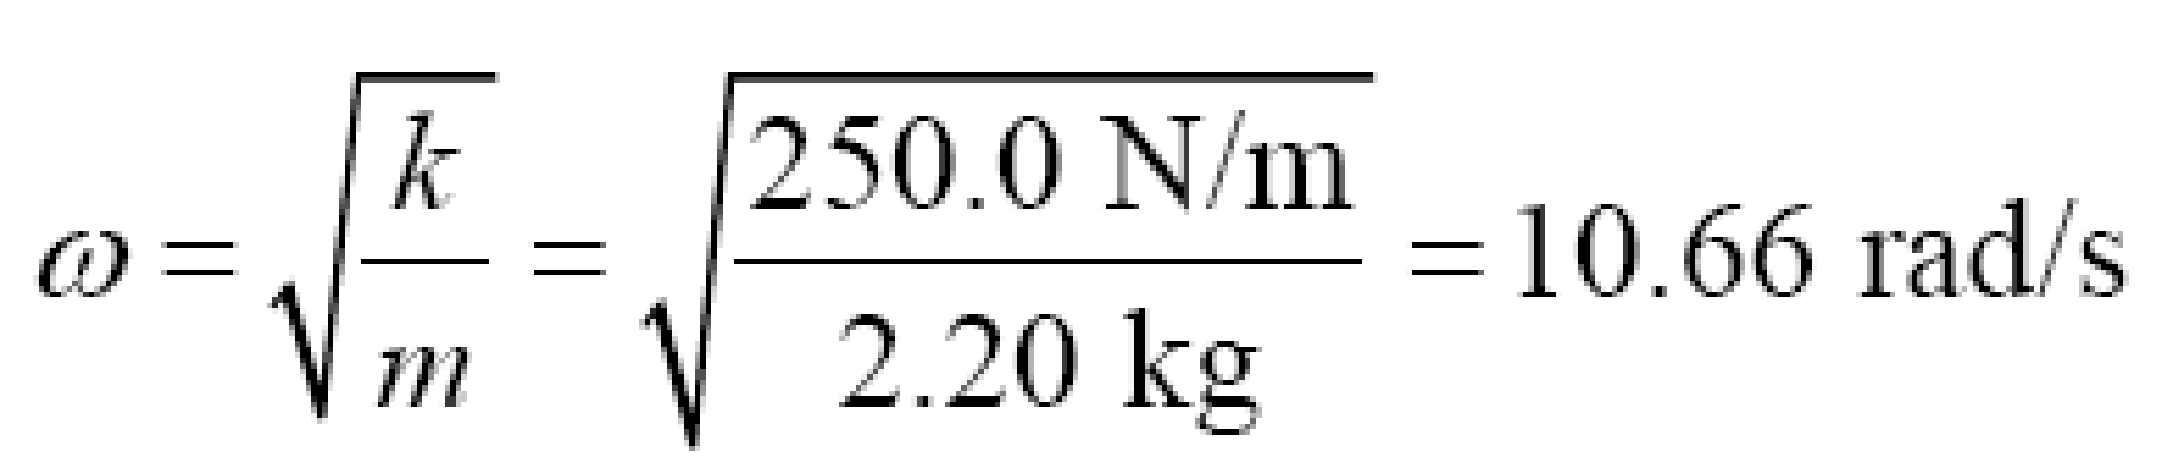 ω = √(k/m) = √(250.0 N/m / 2.20 kg) = 10.66 rad/s